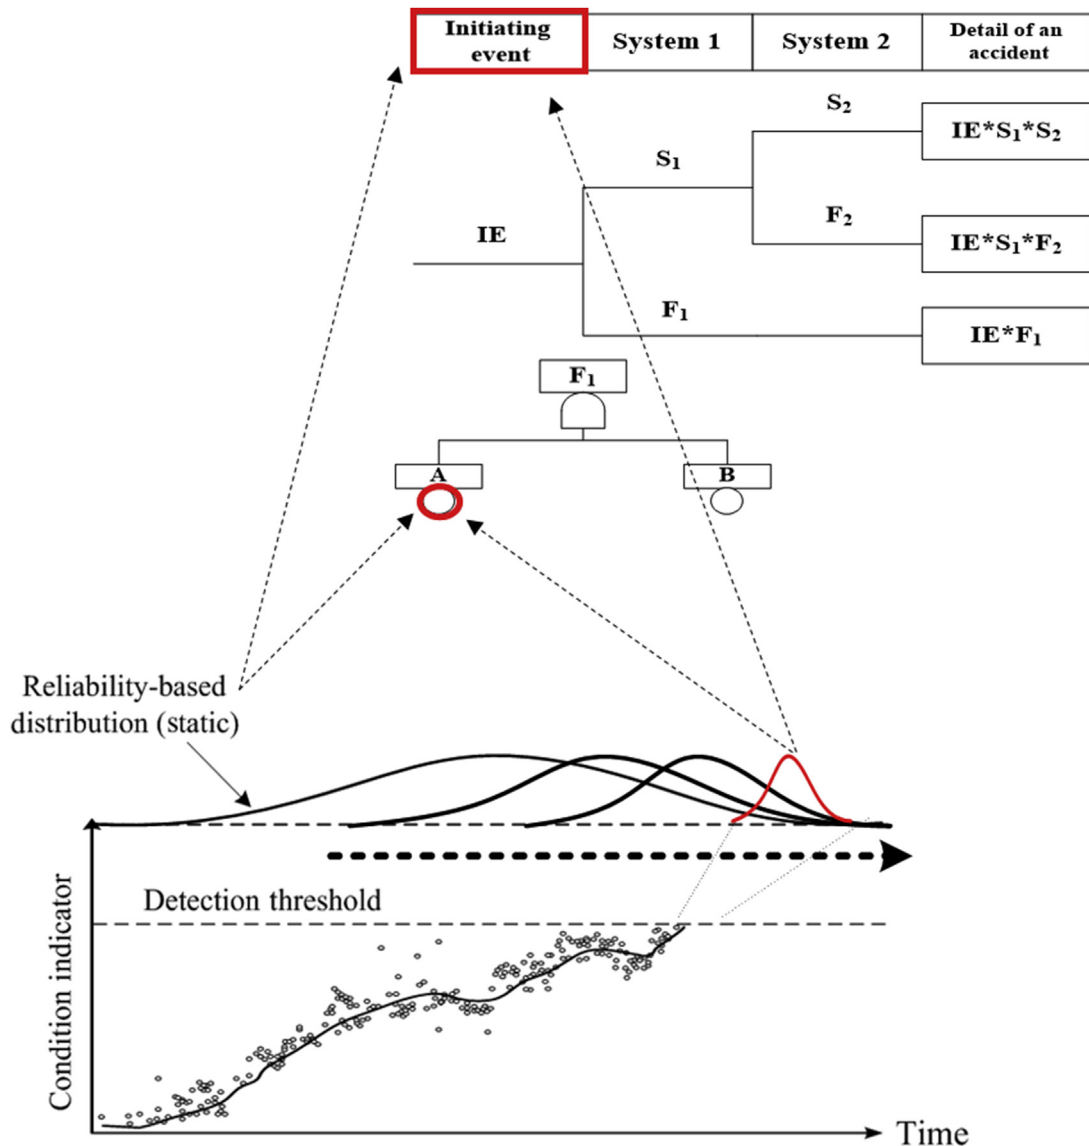 Initiating
event
System 1
System 2
Detail of an
accident
S₂
IE*S₁*S₂
S₁
F₂
IE*S₁*F₂
IE
F₁
IE*F₁
F₁
A
B
Reliability-based
distribution (static)
Detection threshold
Condition indicator
Time